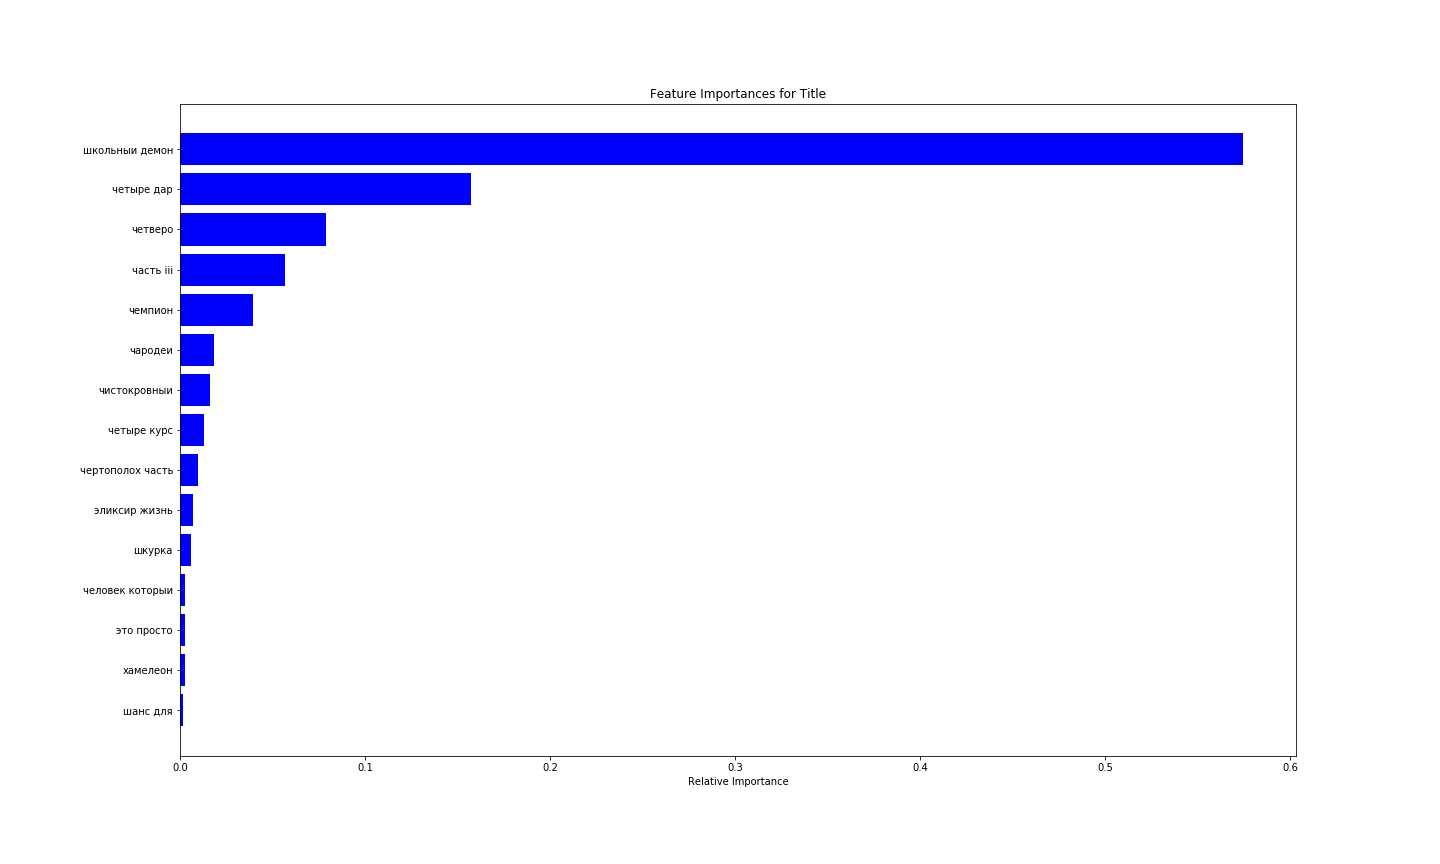 Feature Importances for Title
школьныи демон
четыре дар
четверо
часть iii
чемпион
чародеи
чистокровныи
четыре курс
чертополох часть
эликсир жизнь
шкурка
человек которыи
это просто
хамелеон
шанс для
0.0 0.1 0.2 0.3 0.4 0.5 0.6
Relative Importance